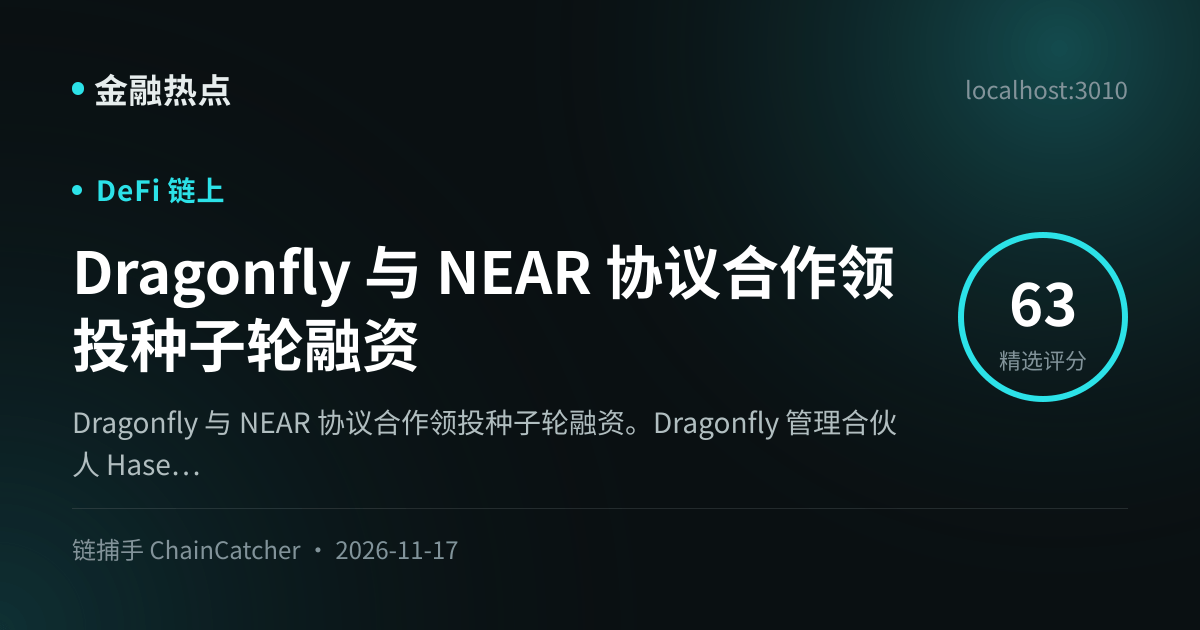 金融热点
localhost:3010
DeFi 链上
Dragonfly 与 NEAR 协议合作领
投种子轮融资
63
精选评分
Dragonfly 与 NEAR 协议合作领投种子轮融资。Dragonfly 管理合伙
人 Hase…
链捕手 ChainCatcher · 2026-11-17